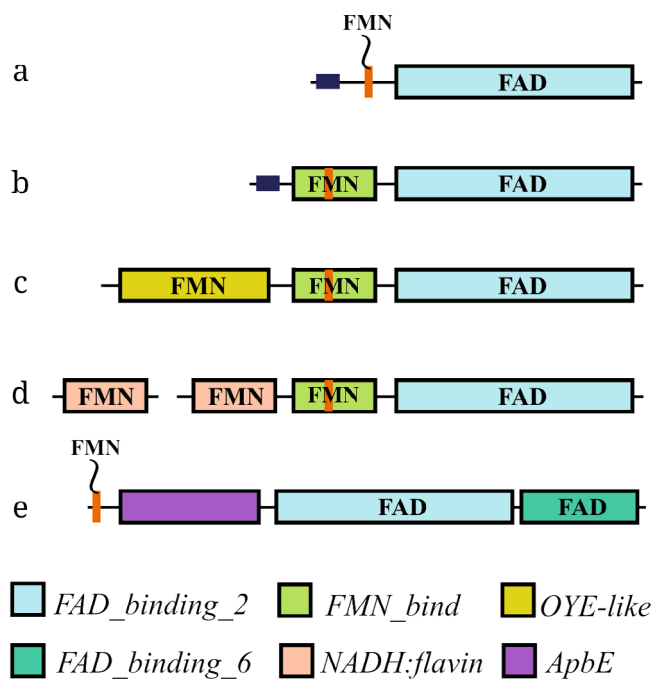 FMN
a FAD
b FMN FAD
c FMN FMN FAD
d FMN FMN FMN FAD
FMN
e FAD FAD
FAD_binding_2 FMN_bind OYE-like
FAD_binding_6 NADH:flavin ApbE